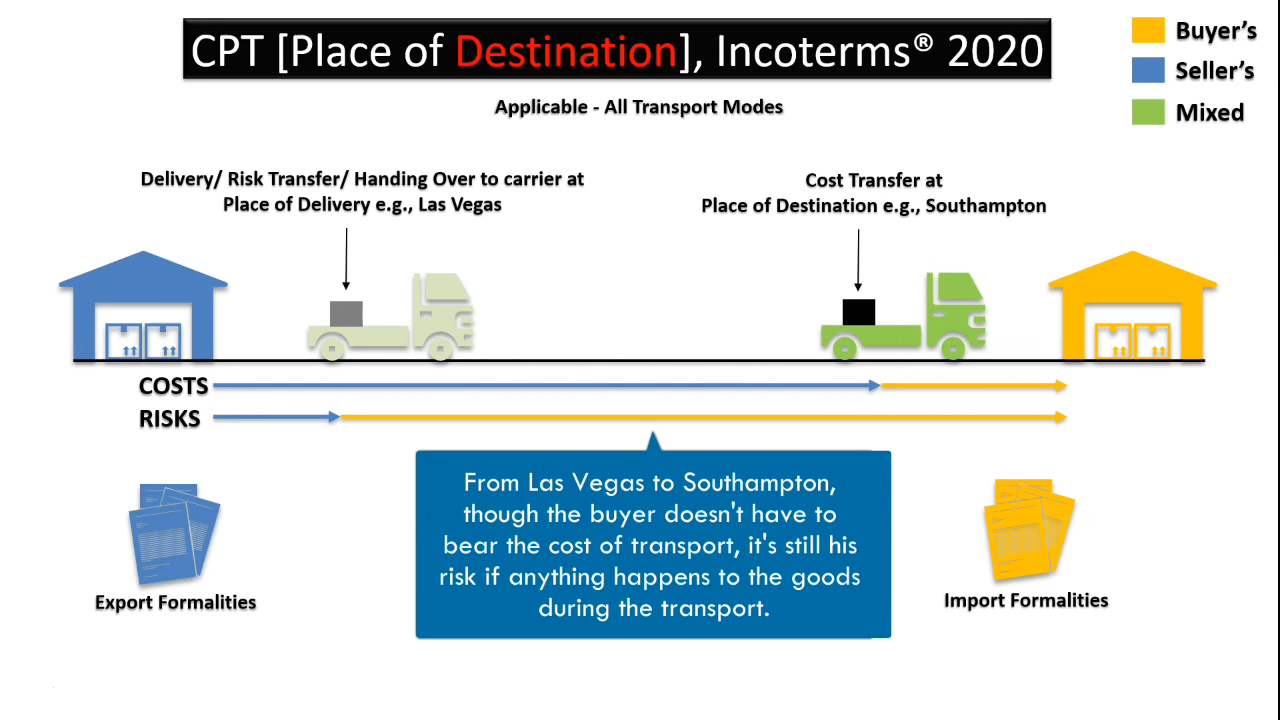 CPT [Place of Destination], Incoterms® 2020
Buyer's
Seller's
Mixed
Applicable - All Transport Modes
Delivery/ Risk Transfer/ Handing Over to carrier at
Place of Delivery e.g., Las Vegas
Cost Transfer at
Place of Destination e.g., Southampton
COSTS
RISKS
From Las Vegas to Southampton,
though the buyer doesn't have to
bear the cost of transport, it's still his
risk if anything happens to the goods
during the transport.
Export Formalities
Import Formalities